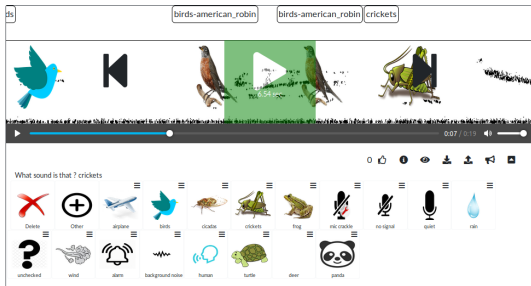 ds birds-american_robin birds-american_robin crickets
0:07 / 0:19
0
What sound is that ? crickets
Delete Other airplane birds cicadas crickets frog mic crackle no signal quiet rain
unchecked wind alarm background noise human turtle deer panda